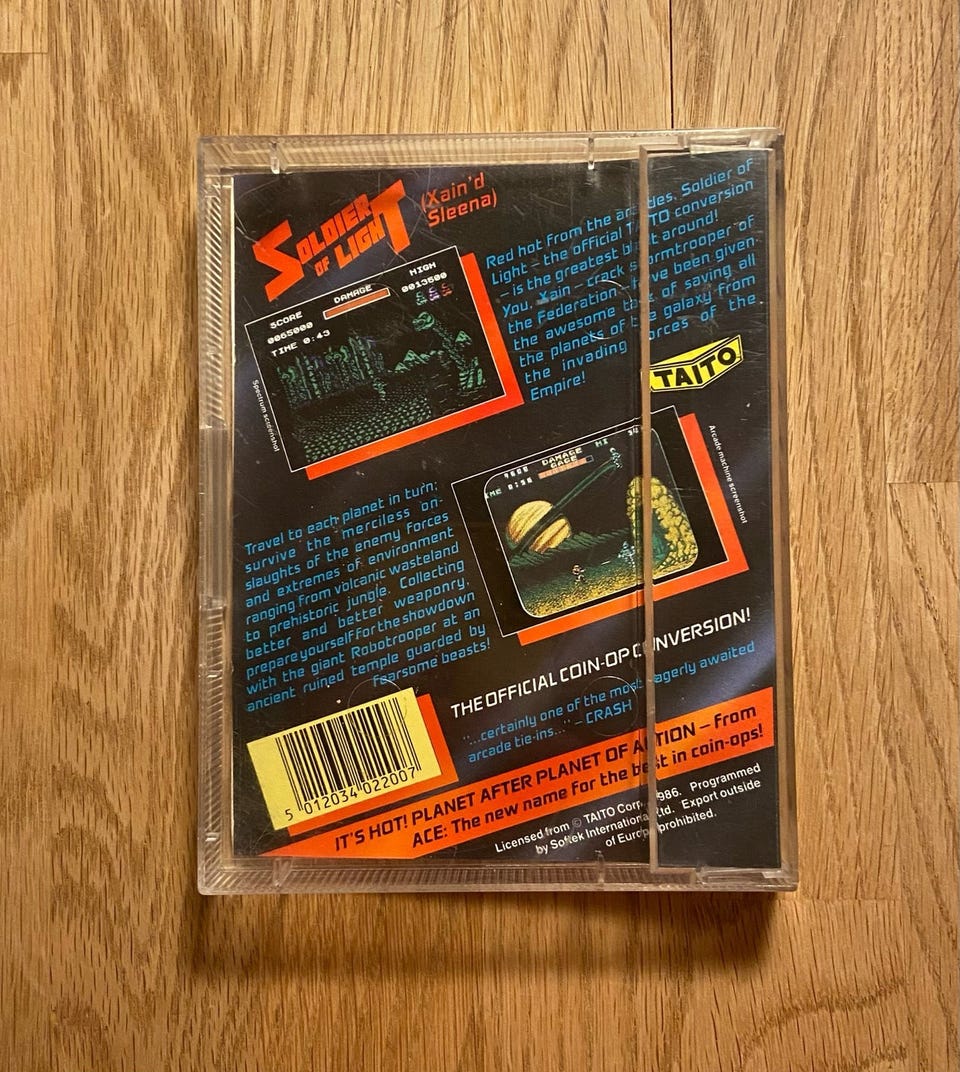 SOLDIER
OF LIGHT
(Xain'd
Sleena)
Red hot from the arcades, Soldier of
Light – the official TAITO conversion
– is the greatest blast around!
You, Xain – crack stormtrooper of
the Federation – have been given
the awesome task of saving all
the planets of the galaxy from
the invading forces of the
Empire!
SCORE
0065000
TIME 0:43
DAMAGE
HIGH
0013500
Spectrum screenshot
TAITO
DAMAGE
GAGE
HI
Arcade machine screenshot
Travel to each planet in turn;
survive the merciless on-
slaughts of the enemy forces
and extremes of environment
ranging from volcanic wasteland
to prehistoric jungle. Collecting
better and better weaponry,
prepare yourself for the showdown
with the giant Robotrooper at an
ancient ruined temple guarded by
fearsome beasts!
THE OFFICIAL COIN-OP CONVERSION!
"...certainly one of the most eagerly awaited
arcade tie-ins..." – CRASH
5 012034 022007
IT'S HOT! PLANET AFTER PLANET OF ACTION – from
ACE: The new name for the best in coin-ops!
Licensed from © TAITO Corp. 1986. Programmed
by Softek International Ltd. Export outside
of Europe prohibited.